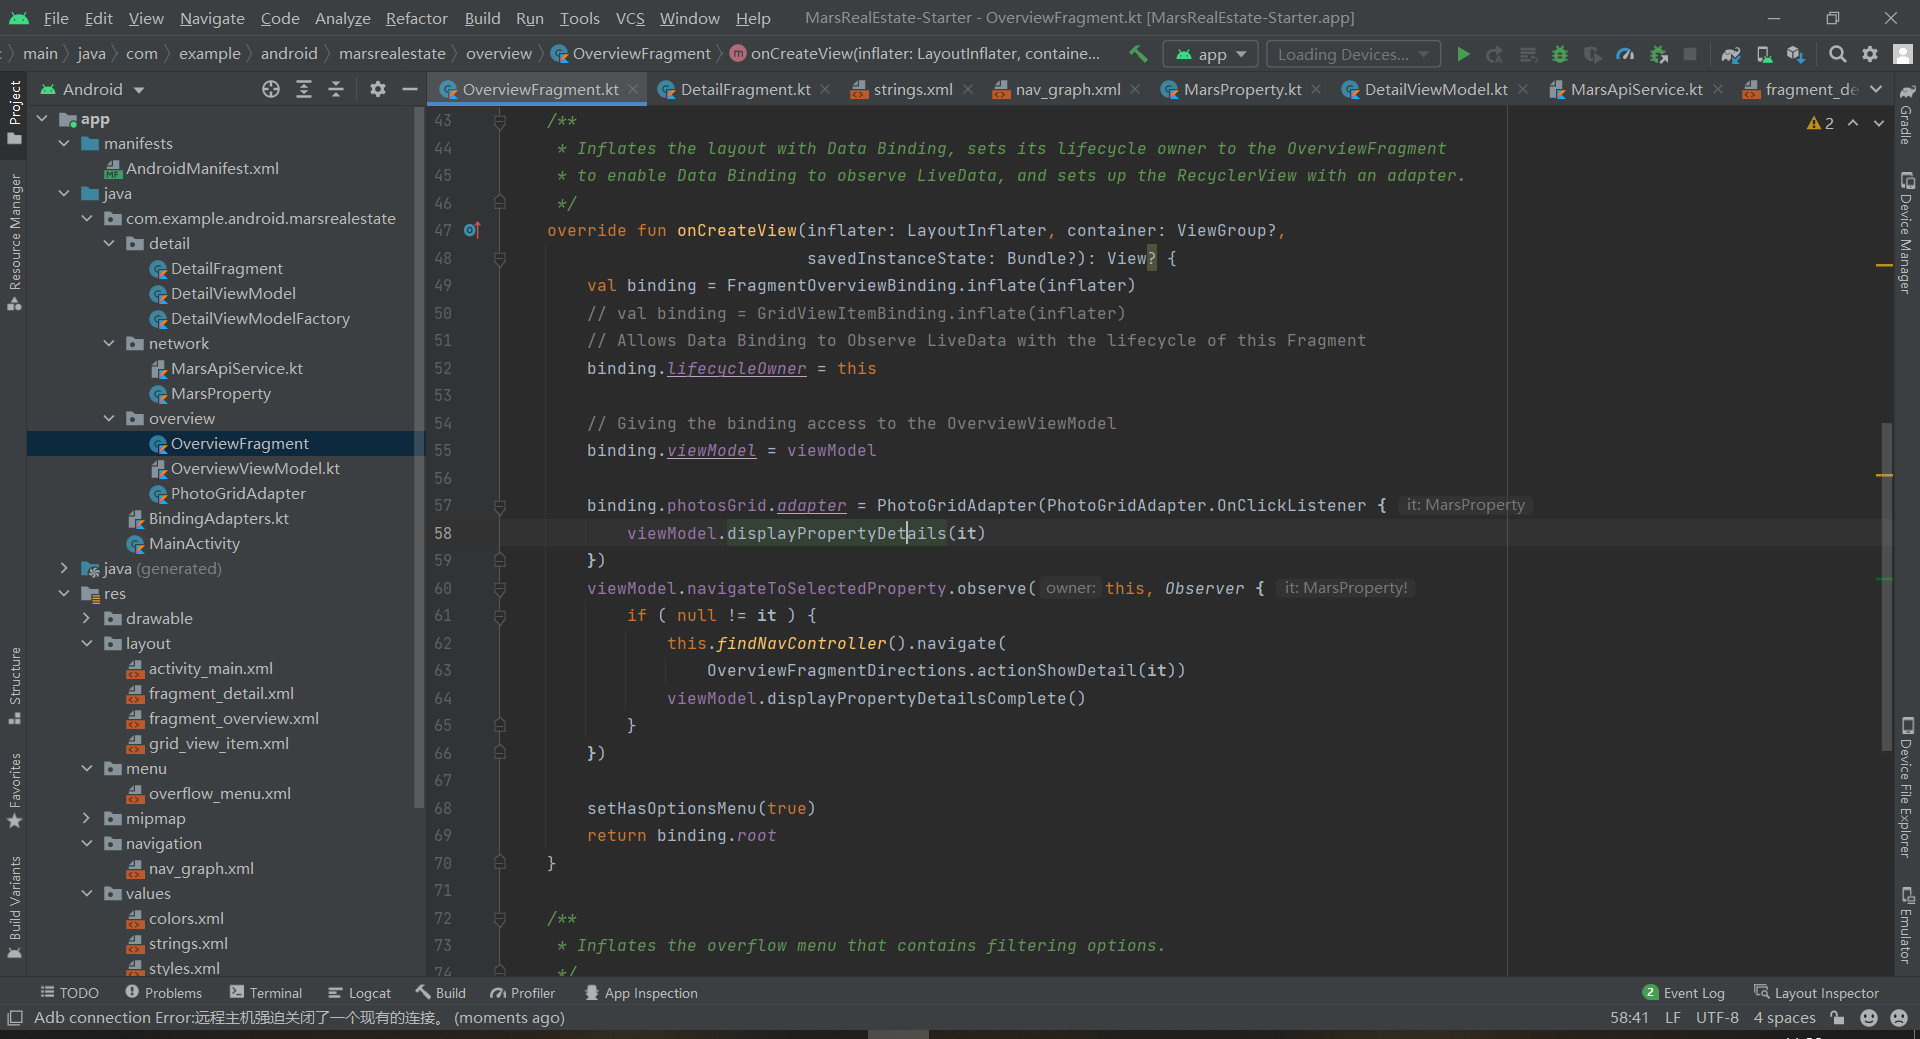 File Edit View Navigate Code Analyze Refactor Build Run Tools VCS Window Help MarsRealEstate-Starter - OverviewFragment.kt [MarsRealEstate-Starter.app]
main java com example android marsrealestate overview OverviewFragment onCreateView(inflater: LayoutInflater, containe... app Loading Devices...
Android
OverviewFragment.kt DetailFragment.kt strings.xml nav_graph.xml MarsProperty.kt DetailViewModel.kt MarsApiService.kt fragment_de
Project
Resource Manager
Structure
Favorites
Build Variants
app
manifests
AndroidManifest.xml
java
com.example.android.marsrealestate
detail
DetailFragment
DetailViewModel
DetailViewModelFactory
network
MarsApiService.kt
MarsProperty
overview
OverviewFragment
OverviewViewModel.kt
PhotoGridAdapter
BindingAdapters.kt
MainActivity
java (generated)
res
drawable
layout
activity_main.xml
fragment_detail.xml
fragment_overview.xml
grid_view_item.xml
menu
overflow_menu.xml
mipmap
navigation
nav_graph.xml
values
colors.xml
strings.xml
styles.xml
2
43 /**
44 * Inflates the layout with Data Binding, sets its lifecycle owner to the OverviewFragment
45 * to enable Data Binding to observe LiveData, and sets up the RecyclerView with an adapter.
46 */
47 override fun onCreateView(inflater: LayoutInflater, container: ViewGroup?,
48 savedInstanceState: Bundle?): View? {
49 val binding = FragmentOverviewBinding.inflate(inflater)
50 // val binding = GridViewItemBinding.inflate(inflater)
51 // Allows Data Binding to Observe LiveData with the lifecycle of this Fragment
52 binding.lifecycleOwner = this
53
54 // Giving the binding access to the OverviewViewModel
55 binding.viewModel = viewModel
56
57 binding.photosGrid.adapter = PhotoGridAdapter(PhotoGridAdapter.OnClickListener { it: MarsProperty
58 viewModel.displayPropertyDetails(it)
59 })
60 viewModel.navigateToSelectedProperty.observe( owner: this, Observer { it: MarsProperty!
61 if ( null != it ) {
62 this.findNavController().navigate(
63 OverviewFragmentDirections.actionShowDetail(it))
64 viewModel.displayPropertyDetailsComplete()
65 }
66 })
67
68 setHasOptionsMenu(true)
69 return binding.root
70 }
71
72 /**
73 * Inflates the overflow menu that contains filtering options.
74 */
Gradle
Device Manager
Device File Explorer
Emulator
TODO Problems Terminal Logcat Build Profiler App Inspection 2 Event Log Layout Inspector
Adb connection Error:远程主机强迫关闭了一个现有的连接。 (moments ago) 58:41 LF UTF-8 4 spaces